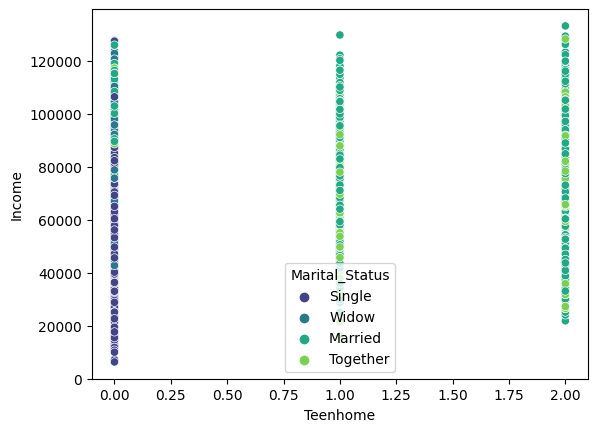 120000
100000
80000
60000
40000
20000
0
Income
Marital_Status
Single
Widow
Married
Together
0.00 0.25 0.50 0.75 1.00 1.25 1.50 1.75 2.00
Teenhome